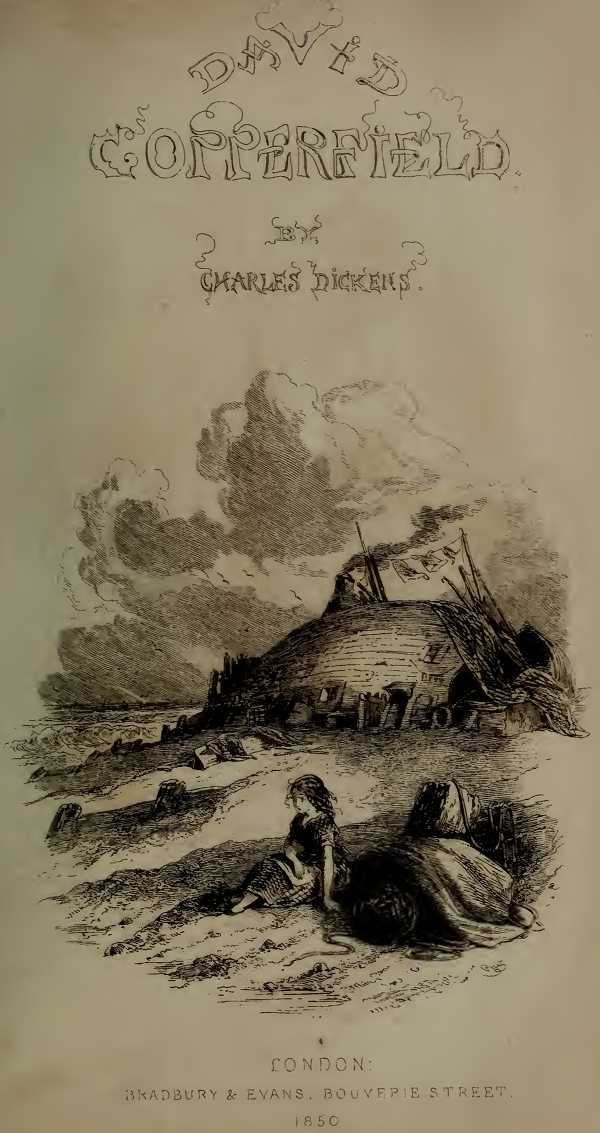 DAVID
COPPERFIELD.
BY
CHARLES DICKENS.
LONDON:
BRADBURY & EVANS, BOUVERIE STREET.
1850